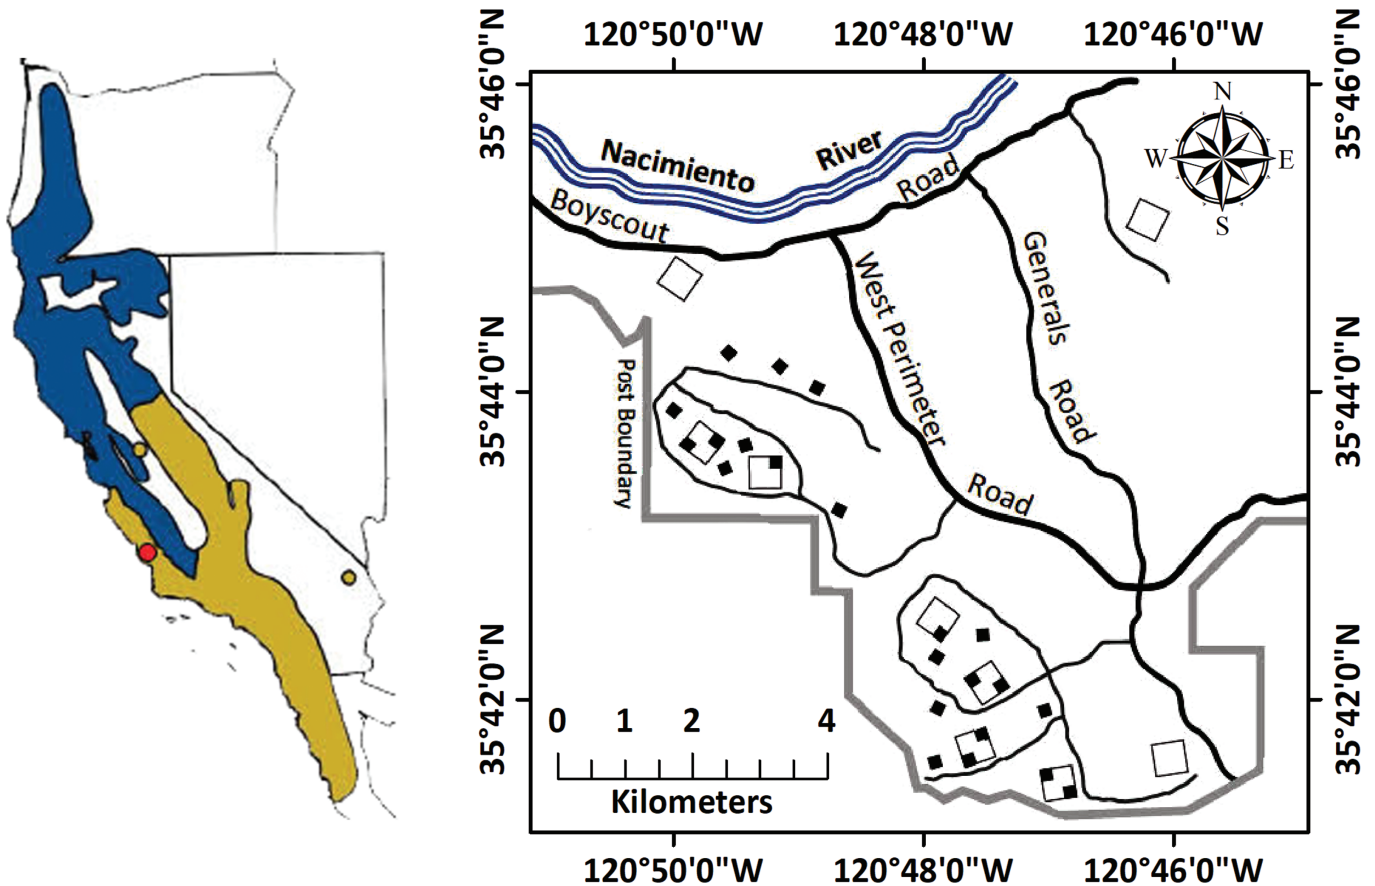 120°50'0"W 120°48'0"W 120°46'0"W
35°46'0"N
35°46'0"N
N
W E
S
Nacimiento River
Boyscout Road
West Perimeter Road
Generals Road
35°44'0"N
35°44'0"N
Post Boundary
35°42'0"N
35°42'0"N
0 1 2 4
Kilometers
120°50'0"W 120°48'0"W 120°46'0"W